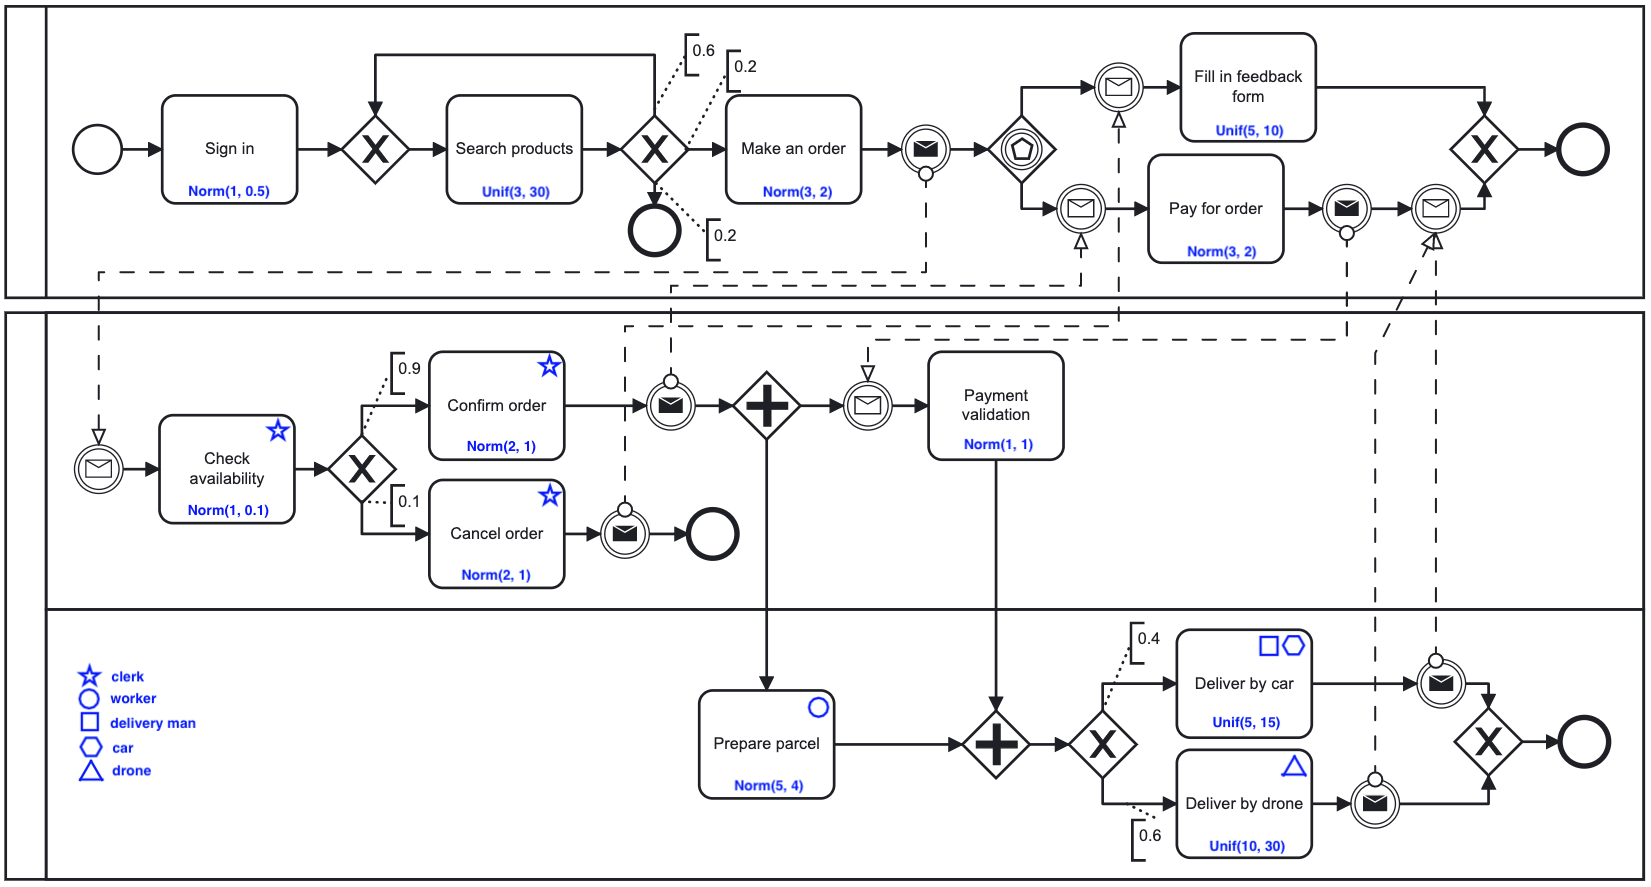 0.6
0.2
Fill in feedback
form
Unif(5, 10)
Sign in
Norm(1, 0.5)
X
Search products
Unif(3, 30)
X
Make an order
Norm(3, 2)
X
0.2
Pay for order
Norm(3, 2)
0.9
Confirm order
Norm(2, 1)
Payment
validation
Norm(1, 1)
Check
availability
Norm(1, 0.1)
X
0.1
Cancel order
Norm(2, 1)
clerk
worker
delivery man
car
drone
Prepare parcel
Norm(5, 4)
X
0.4
Deliver by car
Unif(5, 15)
0.6
Deliver by drone
Unif(10, 30)
X